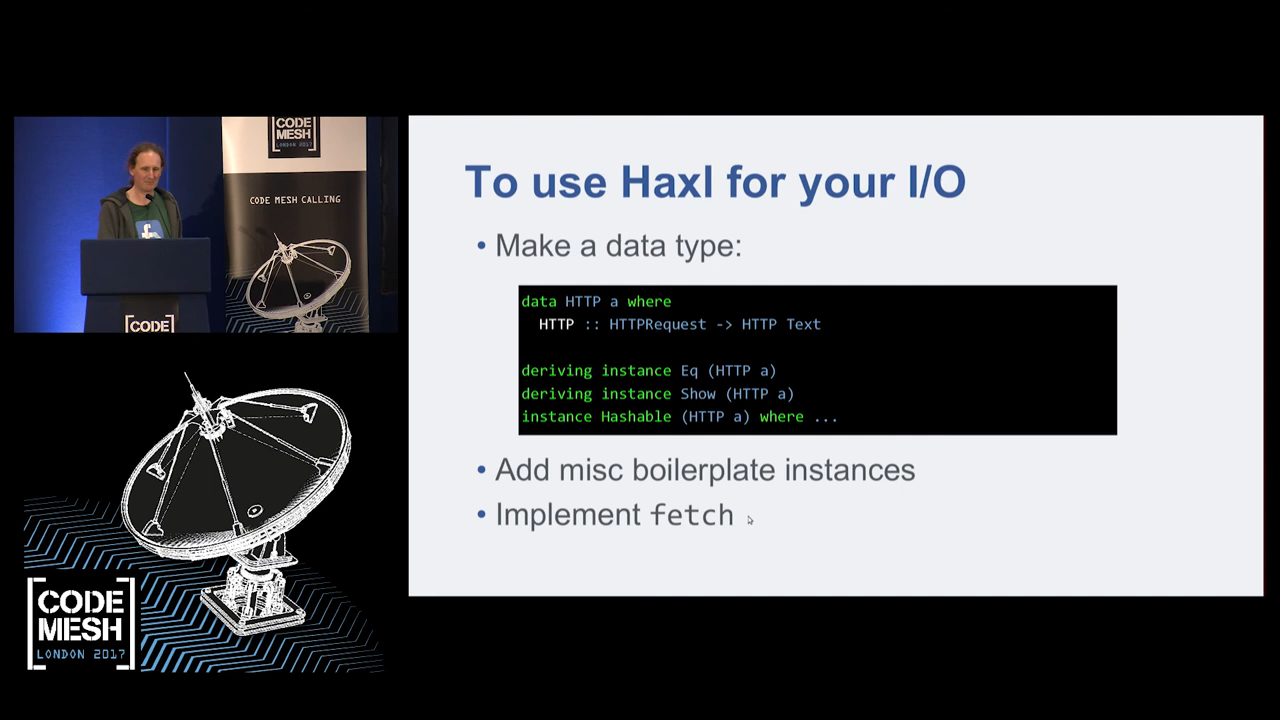 CODE
MESH
LONDON 2017
CODE MESH CALLING
f
[CODE
To use Haxl for your I/O
• Make a data type:
data HTTP a where
HTTP :: HTTPRequest -> HTTP Text
deriving instance Eq (HTTP a)
deriving instance Show (HTTP a)
instance Hashable (HTTP a) where ...
• Add misc boilerplate instances
• Implement fetch
CODE
MESH
LONDON 2017